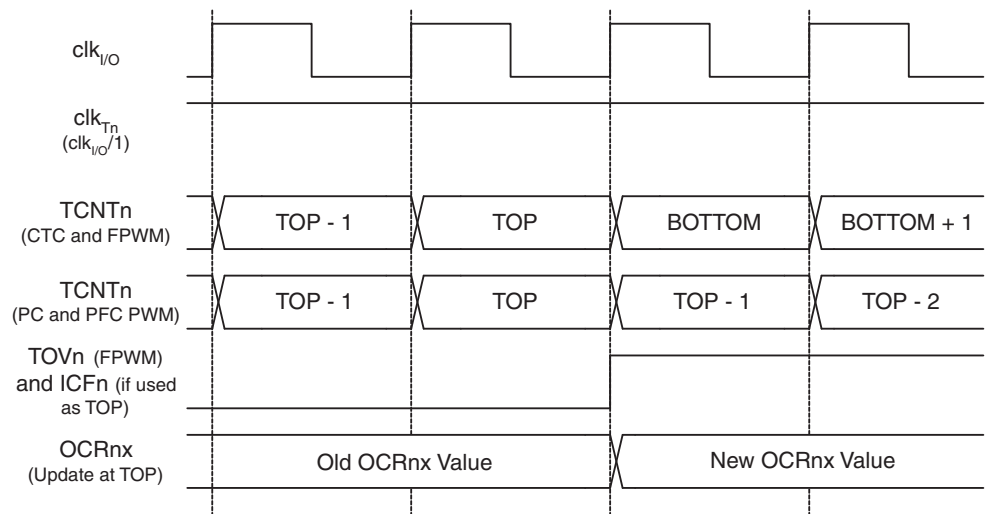 clkI/O
clkTn
(clkI/O/1)
TCNTn
(CTC and FPWM)
TOP - 1
TOP
BOTTOM
BOTTOM + 1
TCNTn
(PC and PFC PWM)
TOP - 1
TOP
TOP - 1
TOP - 2
TOVn (FPWM)
and ICFn (if used
as TOP)
OCRnx
(Update at TOP)
Old OCRnx Value
New OCRnx Value